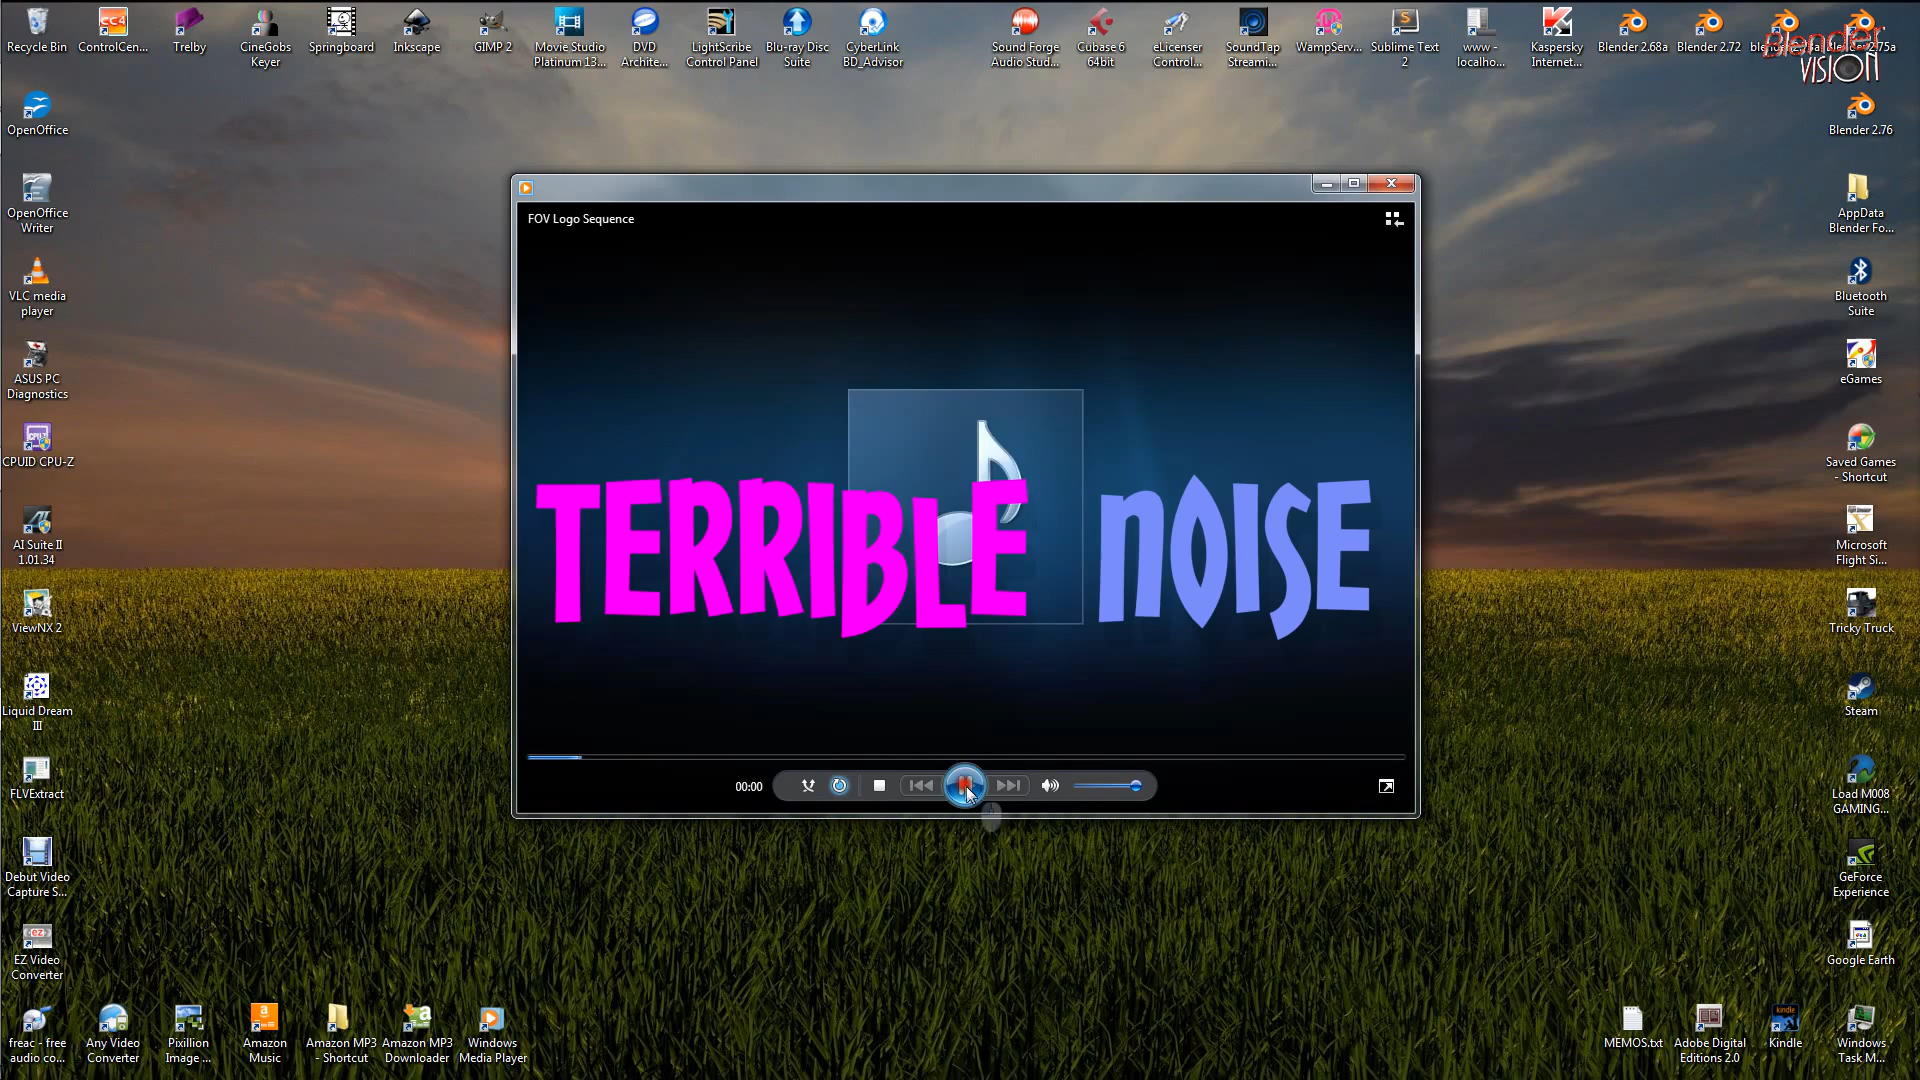 Recycle Bin
ControlCen...
Trelby
CineGobs
Keyer
Springboard
Inkscape
GIMP 2
Movie Studio
Platinum 13...
DVD
Archite...
LightScribe
Control Panel
Blu-ray Disc
Suite
CyberLink
BD_Advisor
Sound Forge
Audio Stud...
Cubase 6
64bit
eLicenser
Control...
SoundTap
Streami...
WampServ...
Sublime Text
2
www -
localho...
Kaspersky
Internet...
Blender 2.68a
Blender 2.72
Blender
VISION
OpenOffice
Blender 2.76
OpenOffice
Writer
AppData
Blender Fo...
VLC media
player
Bluetooth
Suite
ASUS PC
Diagnostics
eGames
CPUID CPU-Z
Saved Games
- Shortcut
AI Suite II
1.01.34
Microsoft
Flight Si...
ViewNX 2
Tricky Truck
Liquid Dream
III
Steam
FLVExtract
Load M008
GAMING...
Debut Video
Capture S...
GeForce
Experience
EZ Video
Converter
Google Earth
FOV Logo Sequence
TERRIBLE NOISE
00:00
freac - free
audio co...
Any Video
Converter
Pixillion
Image ...
Amazon
Music
Amazon MP3
- Shortcut
Amazon MP3
Downloader
Windows
Media Player
MEMOS.txt
Adobe Digital
Editions 2.0
Kindle
Windows
Task M...